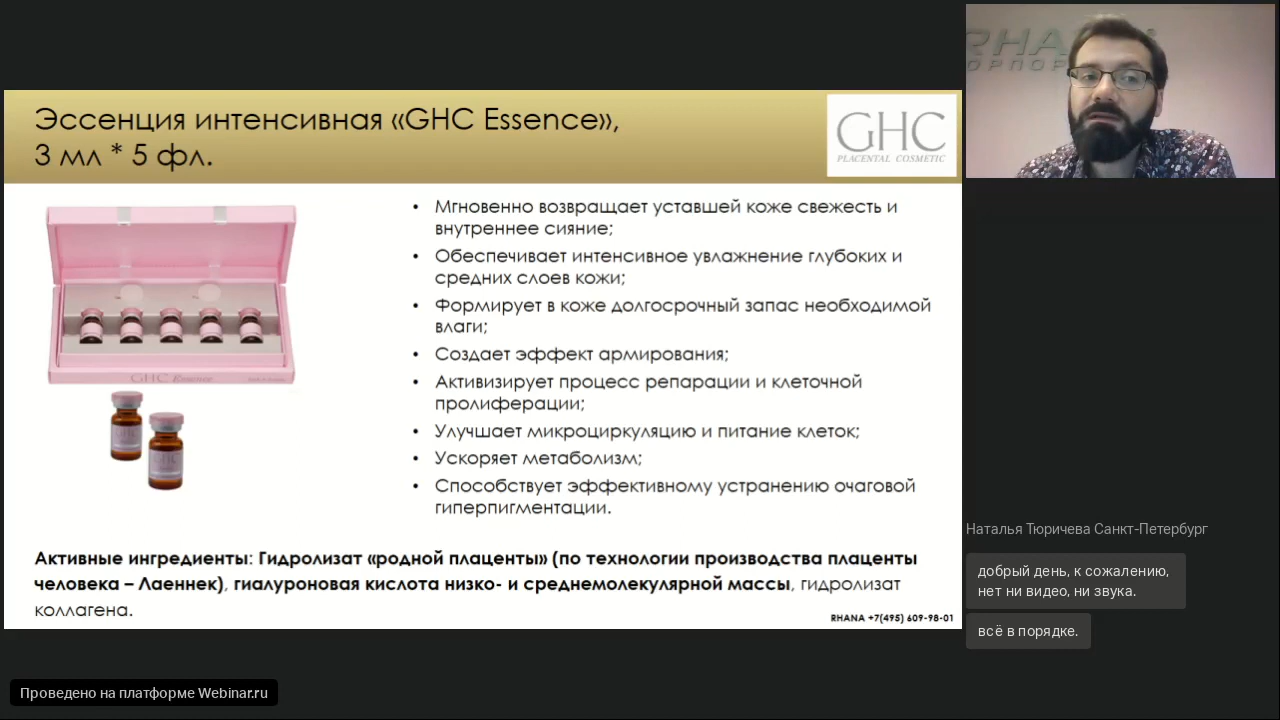 Эссенция интенсивная «GHC Essence»,
3 мл * 5 фл.
GHC
PLACENTAL COSMETIC
• Мгновенно возвращает уставшей коже свежесть и
внутреннее сияние;
• Обеспечивает интенсивное увлажнение глубоких и
средних слоев кожи;
• Формирует в коже долгосрочный запас необходимой
влаги;
• Создает эффект армирования;
• Активизирует процесс репарации и клеточной
пролиферации;
• Улучшает микроциркуляцию и питание клеток;
• Ускоряет метаболизм;
• Способствует эффективному устранению очаговой
гиперпигментации.
GHC Essence
GHC
GHC
Активные ингредиенты: Гидролизат «родной плаценты» (по технологии производства плаценты
человека – Лаеннек), гиалуроновая кислота низко- и среднемолекулярной массы, гидролизат
коллагена.
RHANA +7(495) 609-98-01
RHANA
Наталья Тюричева Санкт-Петербург
добрый день, к сожалению,
нет ни видео, ни звука.
всё в порядке.
Проведено на платформе Webinar.ru